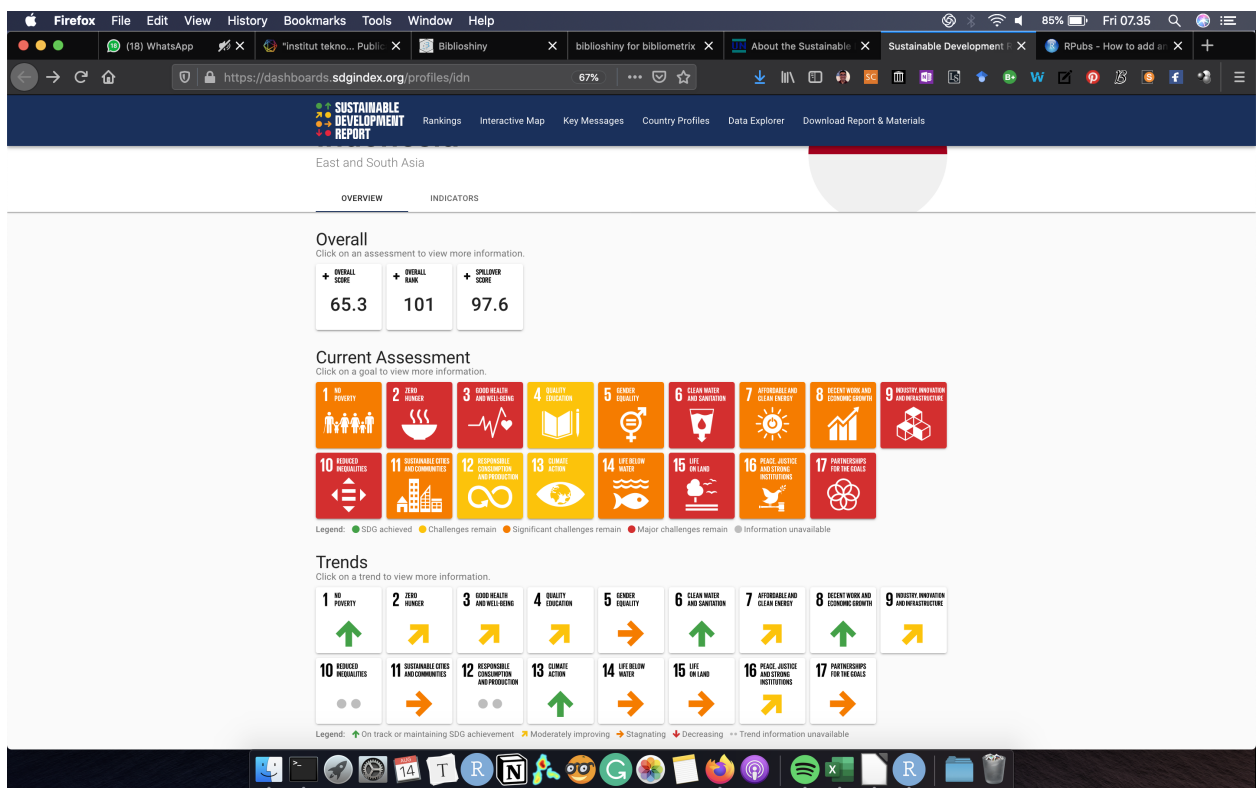 Firefox File Edit View History Bookmarks Tools Window Help 85% Fri 07.35
(18) WhatsApp "institut tekno... Public Biblioshiny biblioshiny for bibliometrix About the Sustainable Sustainable Development R RPubs - How to add an
https://dashboards.sdgindex.org/profiles/idn 67%
SUSTAINABLE
DEVELOPMENT
REPORT
Rankings Interactive Map Key Messages Country Profiles Data Explorer Download Report & Materials
East and South Asia
OVERVIEW INDICATORS
Overall
Click on an assessment to view more information.
+ OVERALL SCORE + OVERALL RANK + SPILLOVER SCORE
65.3 101 97.6
Current Assessment
Click on a goal to view more information.
1 NO POVERTY
2 ZERO HUNGER
3 GOOD HEALTH AND WELL-BEING
4 QUALITY EDUCATION
5 GENDER EQUALITY
6 CLEAN WATER AND SANITATION
7 AFFORDABLE AND CLEAN ENERGY
8 DECENT WORK AND ECONOMIC GROWTH
9 INDUSTRY, INNOVATION AND INFRASTRUCTURE
10 REDUCED INEQUALITIES
11 SUSTAINABLE CITIES AND COMMUNITIES
12 RESPONSIBLE CONSUMPTION AND PRODUCTION
13 CLIMATE ACTION
14 LIFE BELOW WATER
15 LIFE ON LAND
16 PEACE, JUSTICE AND STRONG INSTITUTIONS
17 PARTNERSHIPS FOR THE GOALS
Legend: SDG achieved Challenges remain Significant challenges remain Major challenges remain Information unavailable
Trends
Click on a trend to view more information.
1 NO POVERTY
2 ZERO HUNGER
3 GOOD HEALTH AND WELL-BEING
4 QUALITY EDUCATION
5 GENDER EQUALITY
6 CLEAN WATER AND SANITATION
7 AFFORDABLE AND CLEAN ENERGY
8 DECENT WORK AND ECONOMIC GROWTH
9 INDUSTRY, INNOVATION AND INFRASTRUCTURE
10 REDUCED INEQUALITIES
11 SUSTAINABLE CITIES AND COMMUNITIES
12 RESPONSIBLE CONSUMPTION AND PRODUCTION
13 CLIMATE ACTION
14 LIFE BELOW WATER
15 LIFE ON LAND
16 PEACE, JUSTICE AND STRONG INSTITUTIONS
17 PARTNERSHIPS FOR THE GOALS
Legend: On track or maintaining SDG achievement Moderately improving Stagnating Decreasing Trend information unavailable
AUG
14